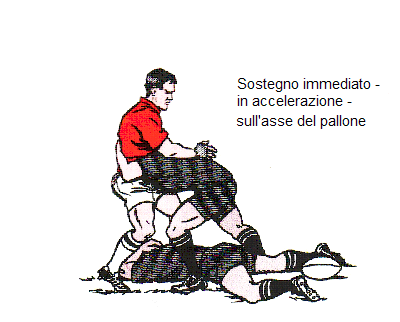 Sostegno immediato -
in accelerazione -
sull'asse del pallone